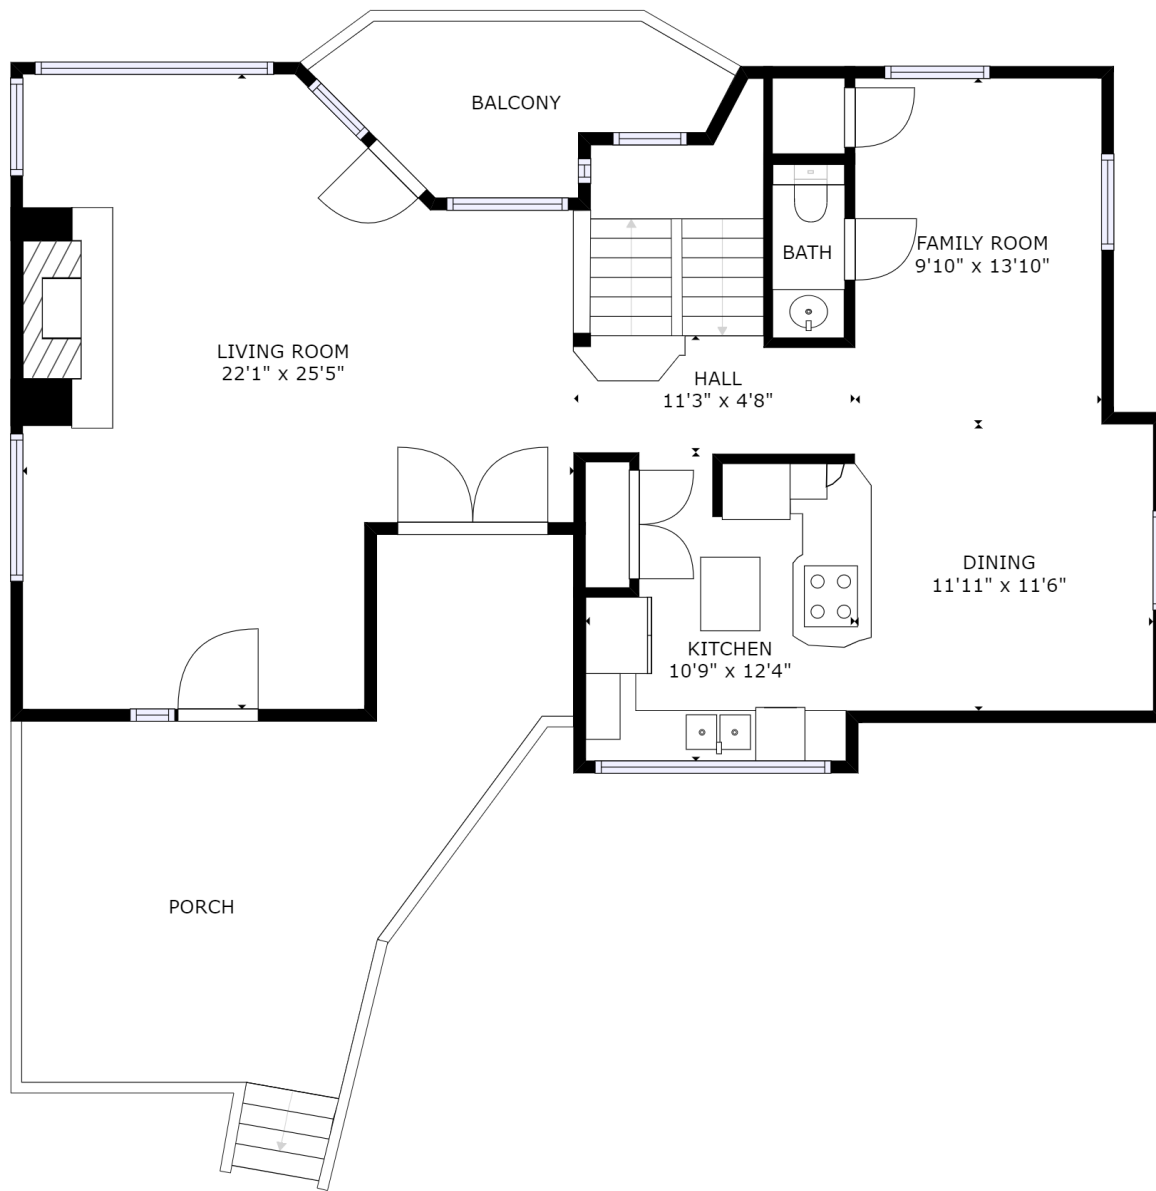 BALCONY
FAMILY ROOM
9'10" x 13'10"
BATH
LIVING ROOM
22'1" x 25'5"
HALL
11'3" x 4'8"
DINING
11'11" x 11'6"
KITCHEN
10'9" x 12'4"
PORCH